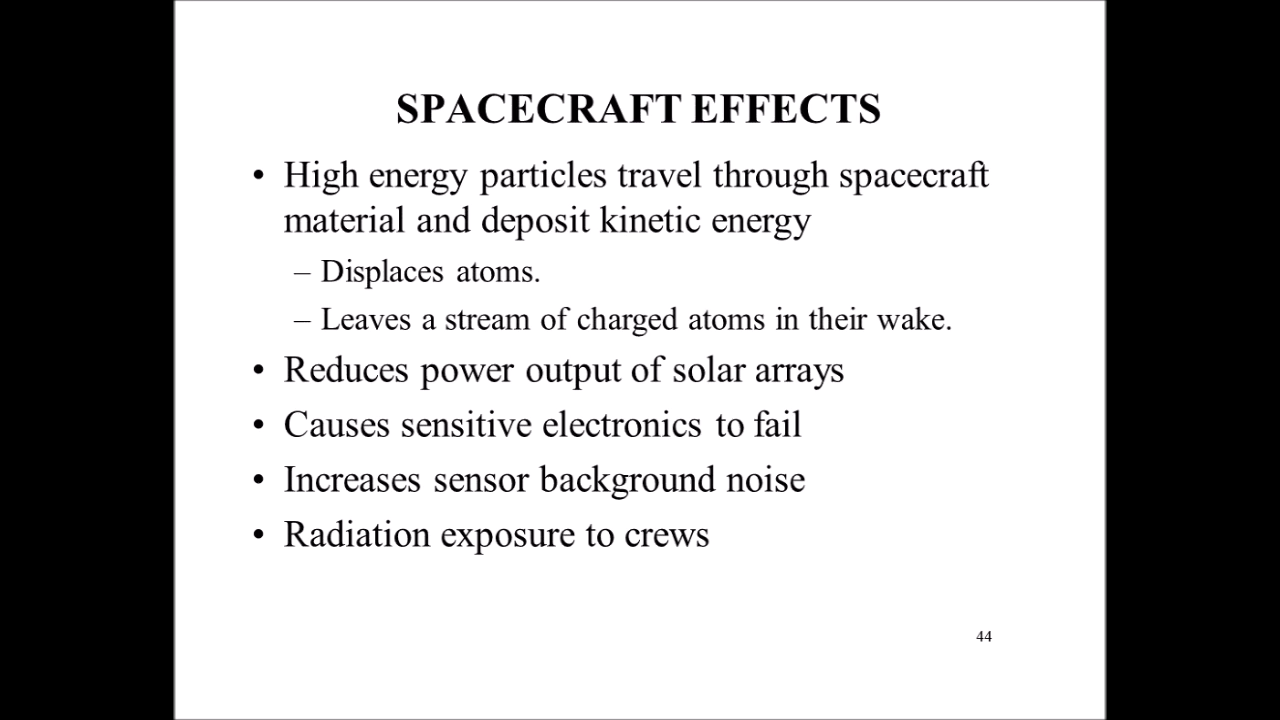 SPACECRAFT EFFECTS
• High energy particles travel through spacecraft
material and deposit kinetic energy
– Displaces atoms.
– Leaves a stream of charged atoms in their wake.
• Reduces power output of solar arrays
• Causes sensitive electronics to fail
• Increases sensor background noise
• Radiation exposure to crews
44